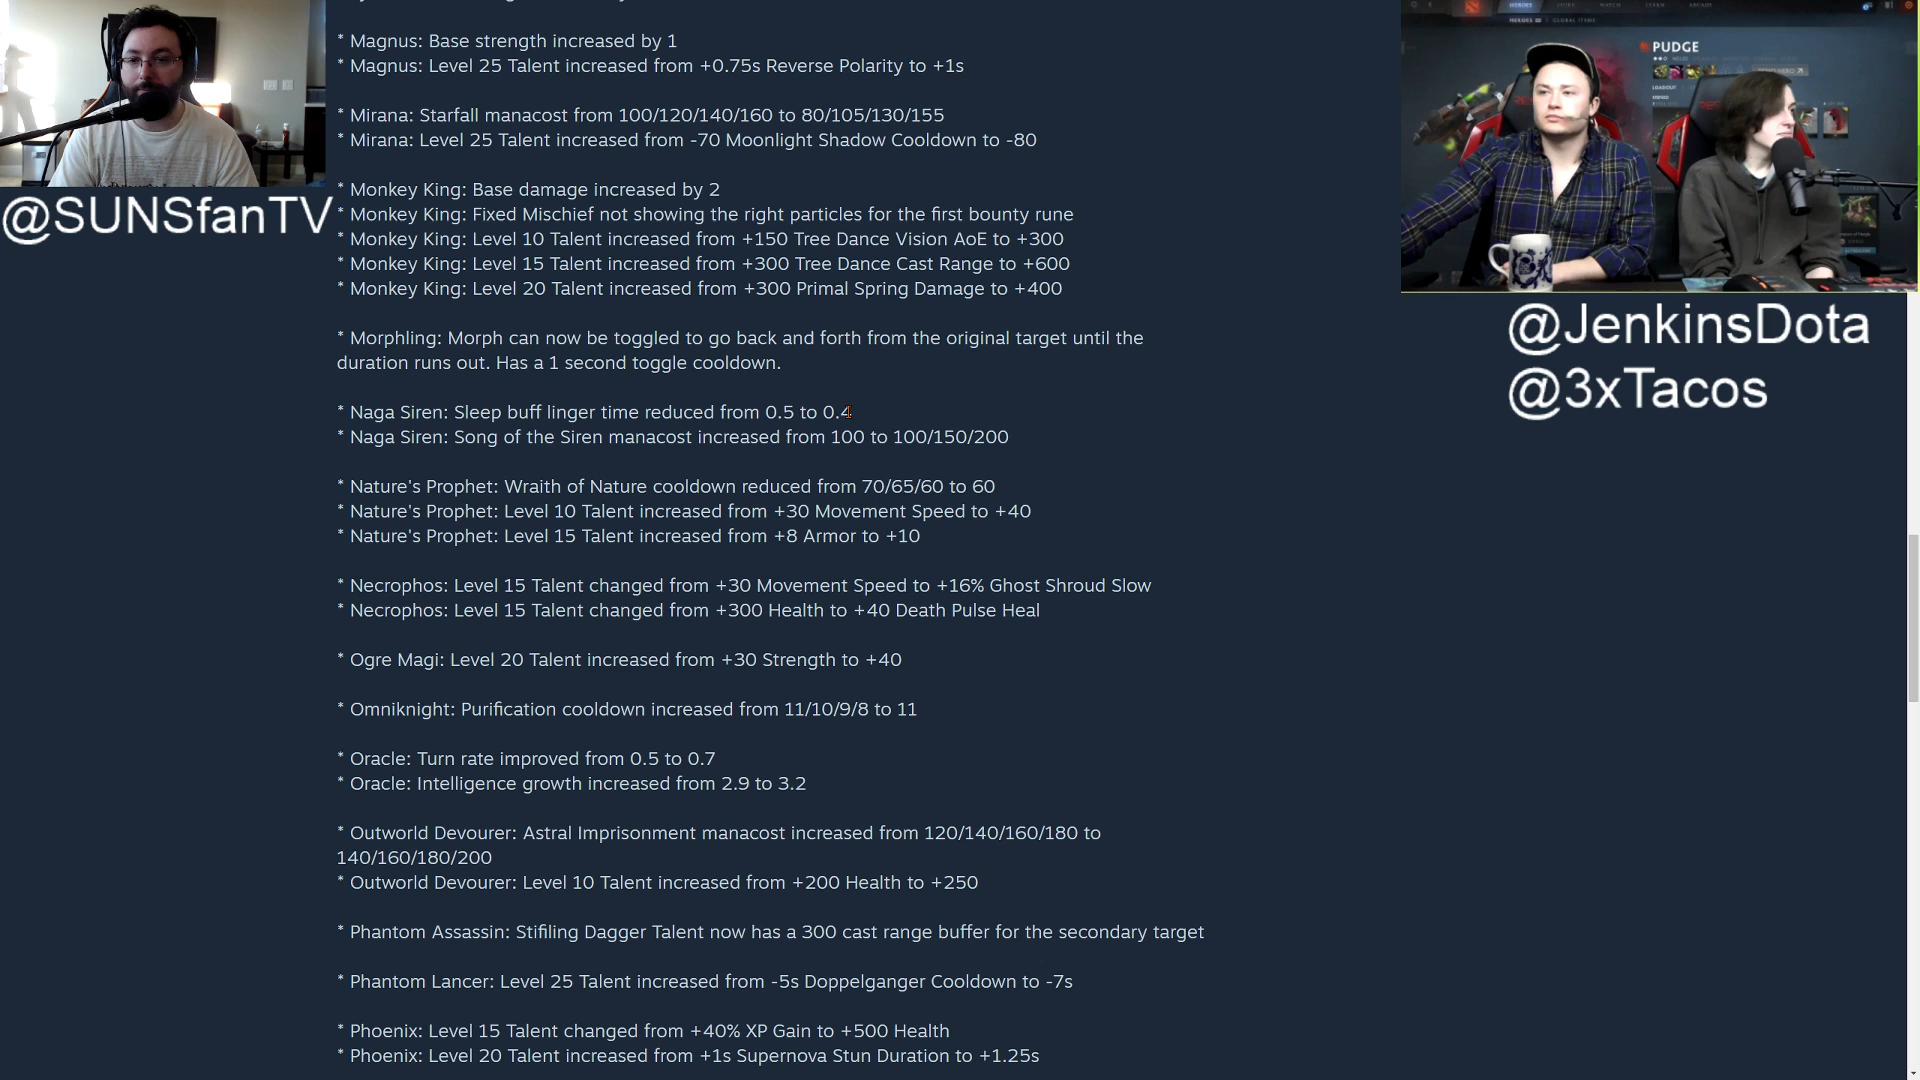 * Magnus: Base strength increased by 1
* Magnus: Level 25 Talent increased from +0.75s Reverse Polarity to +1s
* Mirana: Starfall manacost from 100/120/140/160 to 80/105/130/155
* Mirana: Level 25 Talent increased from -70 Moonlight Shadow Cooldown to -80
* Monkey King: Base damage increased by 2
* Monkey King: Fixed Mischief not showing the right particles for the first bounty rune
* Monkey King: Level 10 Talent increased from +150 Tree Dance Vision AoE to +300
* Monkey King: Level 15 Talent increased from +300 Tree Dance Cast Range to +600
* Monkey King: Level 20 Talent increased from +300 Primal Spring Damage to +400
* Morphling: Morph can now be toggled to go back and forth from the original target until the
duration runs out. Has a 1 second toggle cooldown.
* Naga Siren: Sleep buff linger time reduced from 0.5 to 0.4
* Naga Siren: Song of the Siren manacost increased from 100 to 100/150/200
* Nature's Prophet: Wraith of Nature cooldown reduced from 70/65/60 to 60
* Nature's Prophet: Level 10 Talent increased from +30 Movement Speed to +40
* Nature's Prophet: Level 15 Talent increased from +8 Armor to +10
* Necrophos: Level 15 Talent changed from +30 Movement Speed to +16% Ghost Shroud Slow
* Necrophos: Level 15 Talent changed from +300 Health to +40 Death Pulse Heal
* Ogre Magi: Level 20 Talent increased from +30 Strength to +40
* Omniknight: Purification cooldown increased from 11/10/9/8 to 11
* Oracle: Turn rate improved from 0.5 to 0.7
* Oracle: Intelligence growth increased from 2.9 to 3.2
* Outworld Devourer: Astral Imprisonment manacost increased from 120/140/160/180 to
140/160/180/200
* Outworld Devourer: Level 10 Talent increased from +200 Health to +250
* Phantom Assassin: Stifiling Dagger Talent now has a 300 cast range buffer for the secondary target
* Phantom Lancer: Level 25 Talent increased from -5s Doppelganger Cooldown to -7s
* Phoenix: Level 15 Talent changed from +40% XP Gain to +500 Health
* Phoenix: Level 20 Talent increased from +1s Supernova Stun Duration to +1.25s
@SUNSfanTV
HEROES
PUDGE
@JenkinsDota
@3xTacos